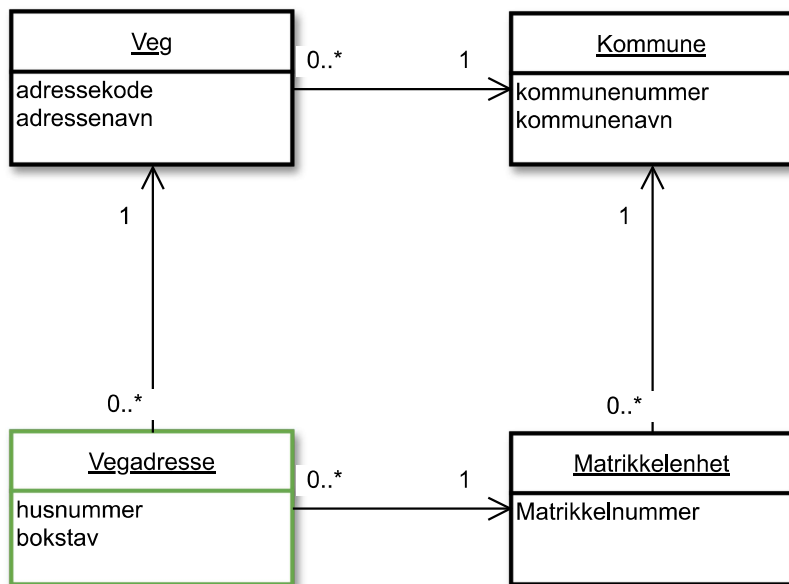 Veg
adressekode
adressenavn
0..*
1
Kommune
kommunenummer
kommunenavn
1
1
0..*
0..*
Vegadresse
husnummer
bokstav
0..*
1
Matrikkelenhet
Matrikkelnummer